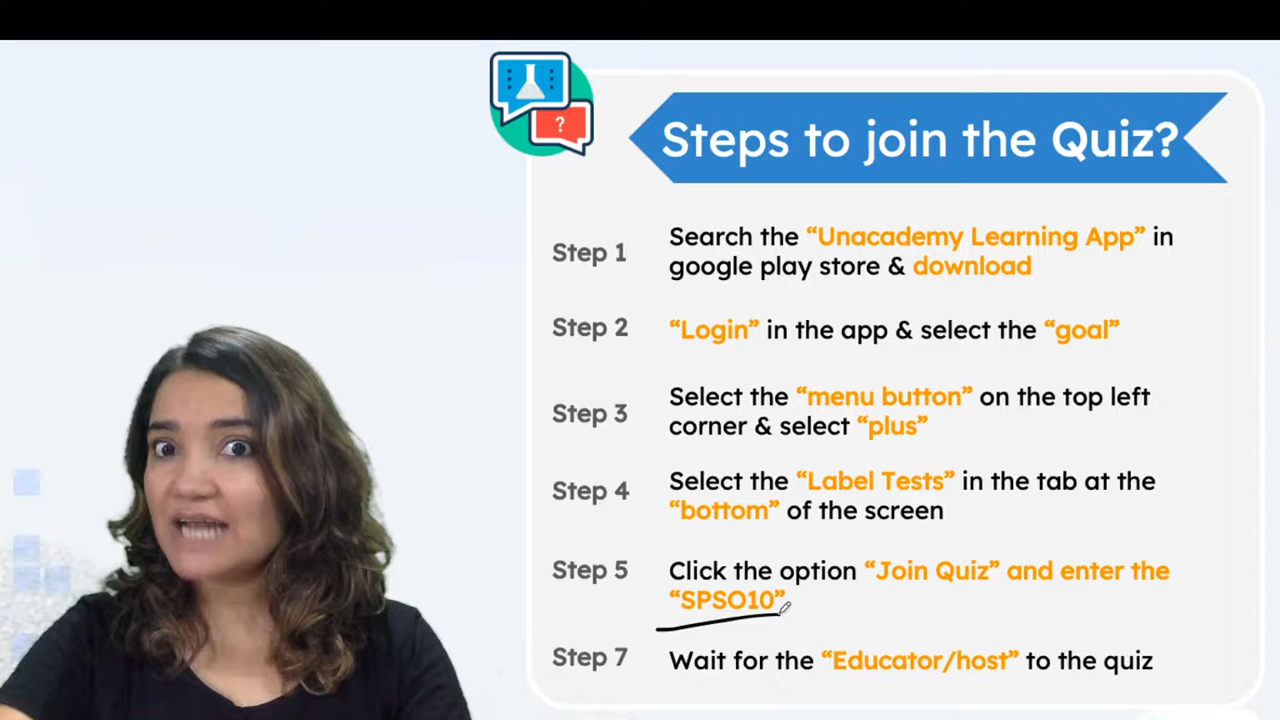 ?
Steps to join the Quiz?
Step 1
Search the “Unacademy Learning App” in
google play store & download
Step 2
“Login” in the app & select the “goal”
Step 3
Select the “menu button” on the top left
corner & select “plus”
Step 4
Select the “Label Tests” in the tab at the
“bottom” of the screen
Step 5
Click the option “Join Quiz” and enter the
“SPSO10”
Step 7
Wait for the “Educator/host” to the quiz